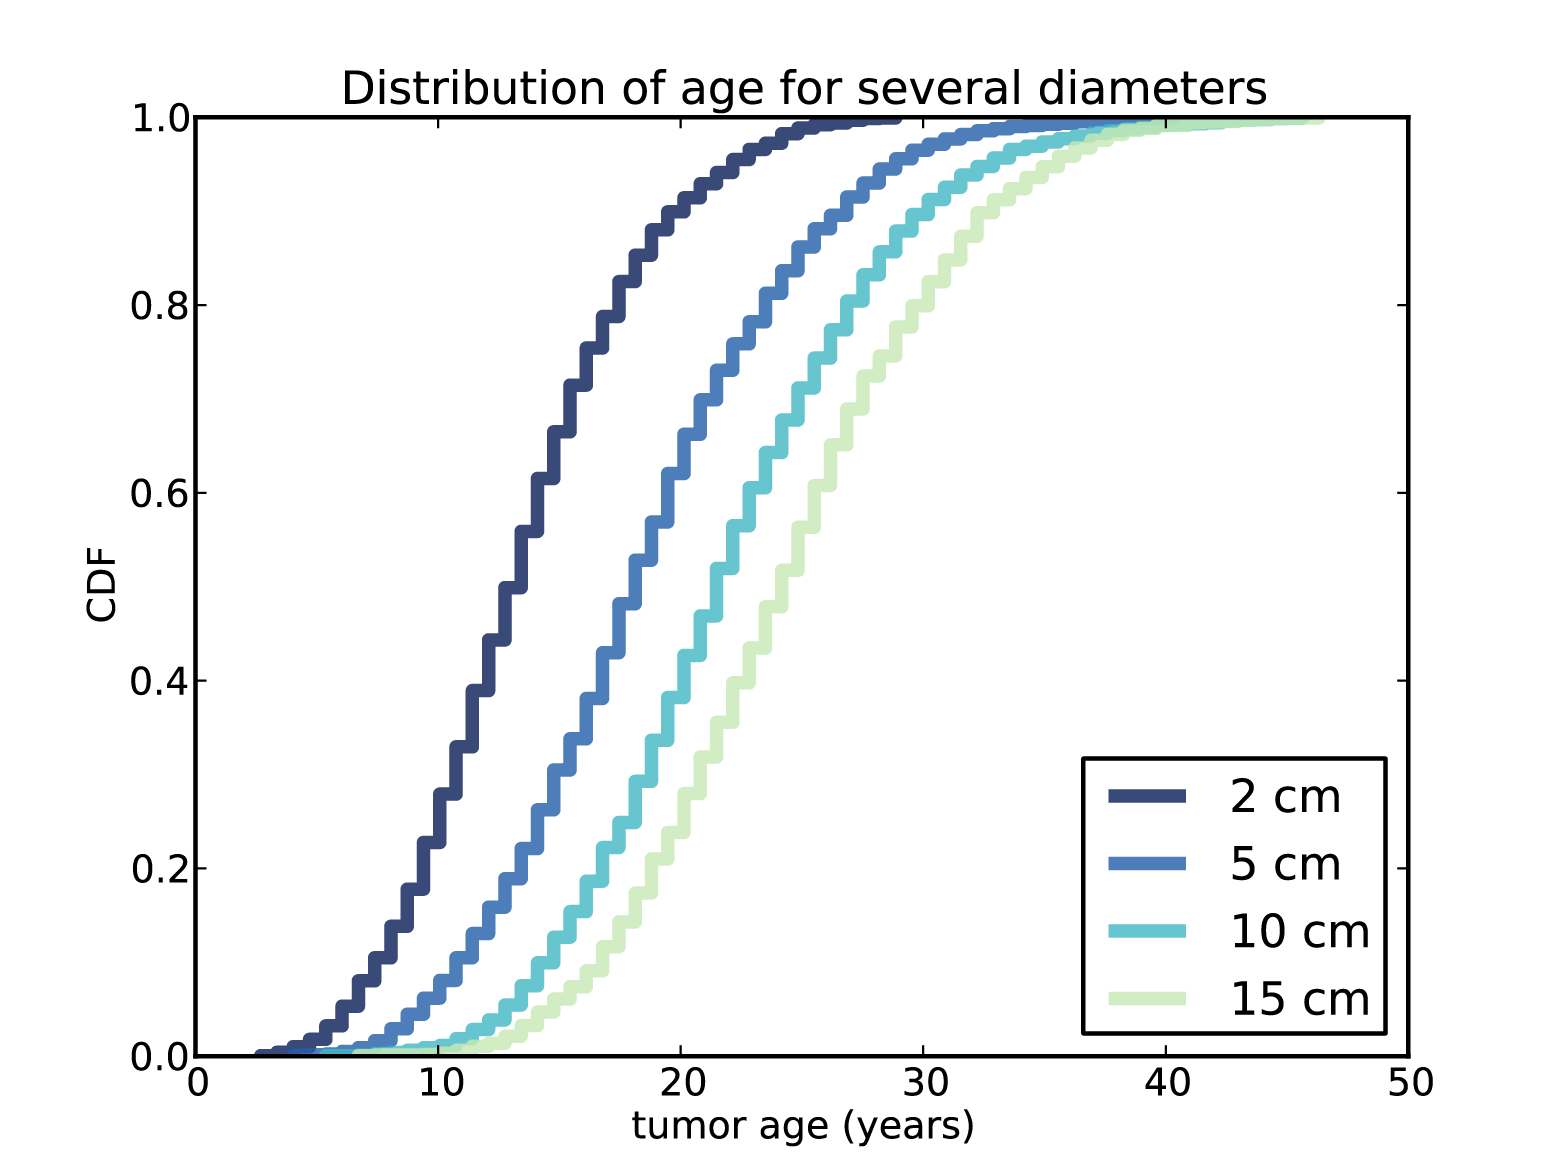 Distribution of age for several diameters
1.0
0.8
0.6
0.4
0.2
0.0
CDF
0 10 20 30 40 50
tumor age (years)
2 cm
5 cm
10 cm
15 cm